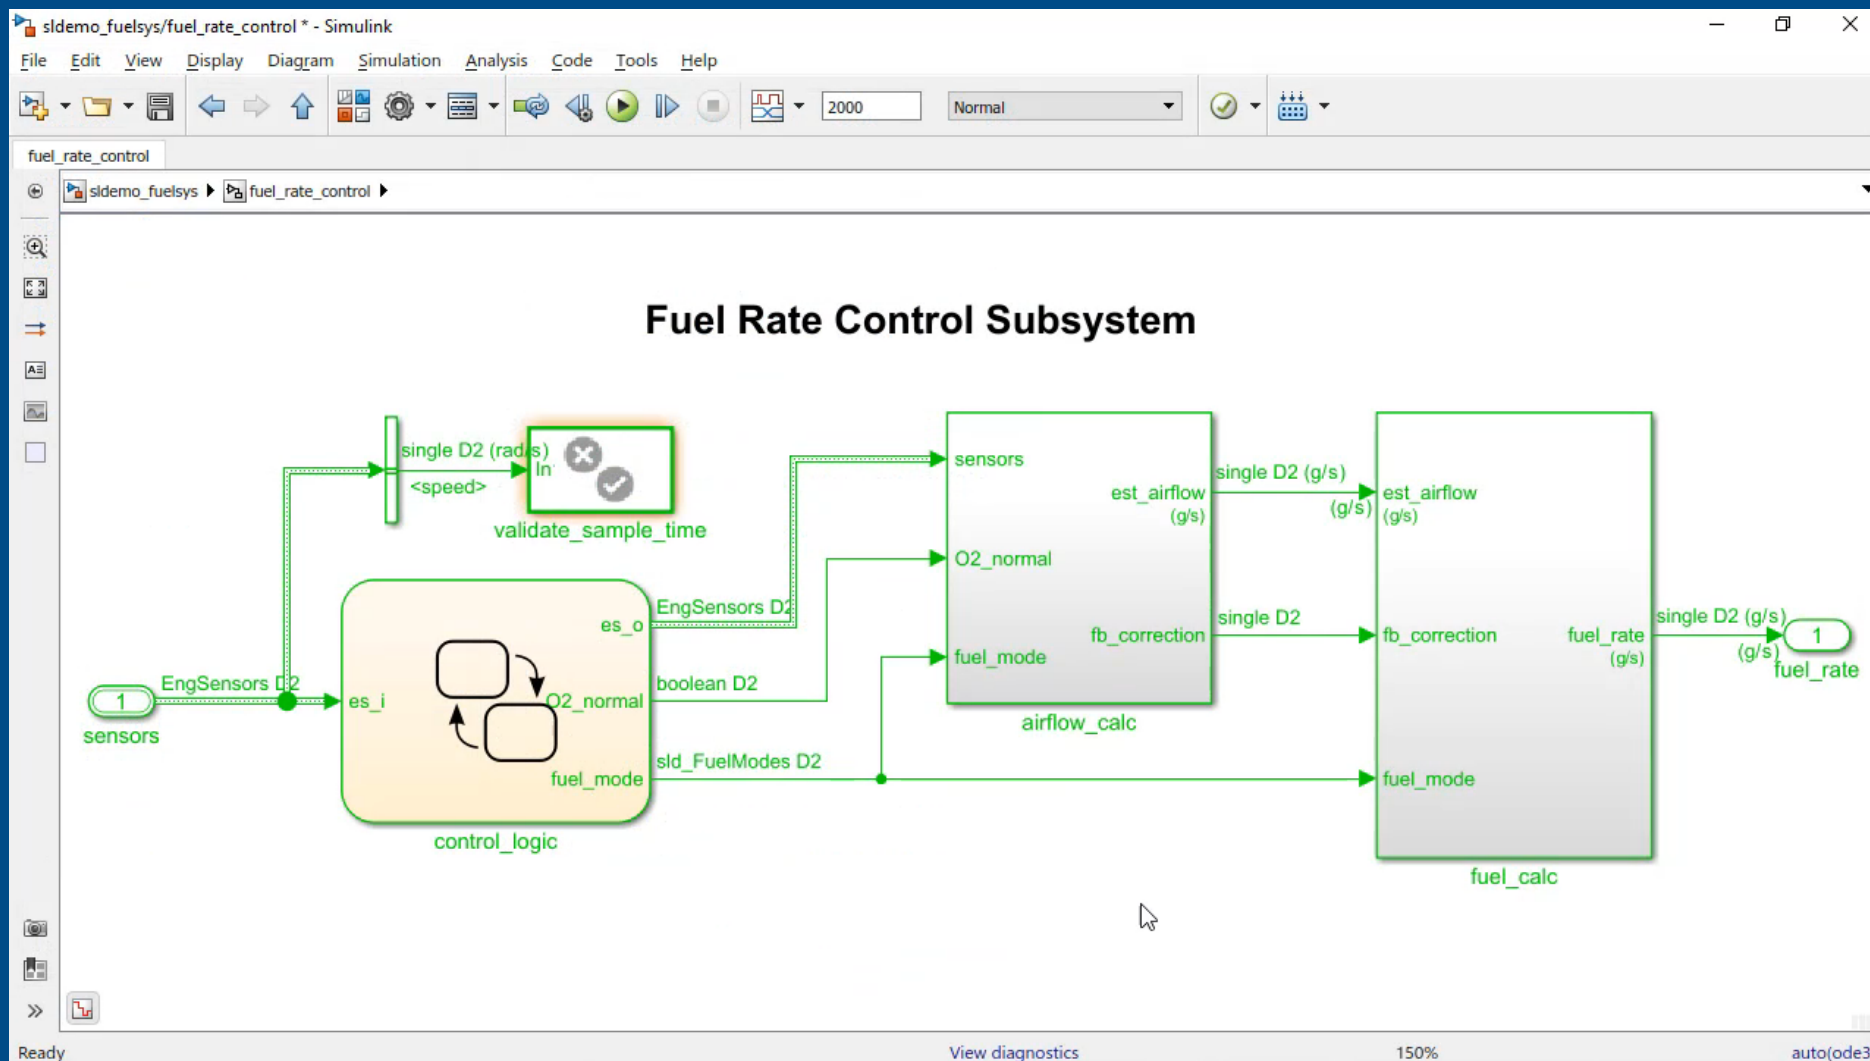 sldemo_fuelsys/fuel_rate_control * - Simulink
File Edit View Display Diagram Simulation Analysis Code Tools Help
2000
Normal
fuel_rate_control
sldemo_fuelsys
fuel_rate_control
Fuel Rate Control Subsystem
single D2 (rad/s)
<speed>
In
validate_sample_time
sensors
est_airflow
(g/s)
O2_normal
fb_correction
fuel_mode
airflow_calc
single D2 (g/s)
(g/s)
single D2
est_airflow
(g/s)
fb_correction
fuel_rate
(g/s)
fuel_mode
fuel_calc
single D2 (g/s)
(g/s)
1
fuel_rate
EngSensors D2
1
sensors
es_i
es_o
O2_normal
fuel_mode
control_logic
EngSensors D2
boolean D2
sld_FuelModes D2
Ready
View diagnostics
150%
auto(ode3